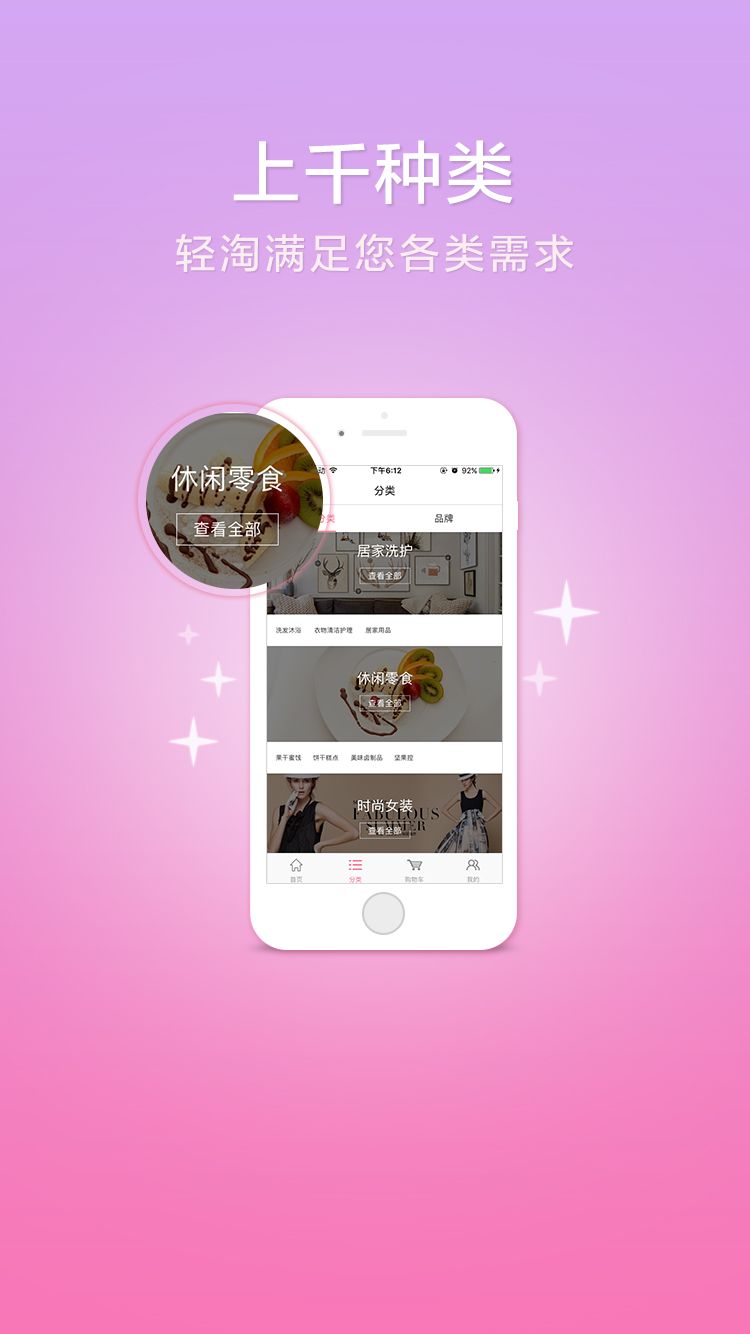 上千种类
轻淘满足您各类需求
休闲零食
查看全部
动 下午6:12 92%
分类
分类 品牌
居家洗护
查看全部
洗发沐浴 衣物清洁护理 居家用品
休闲零食
查看全部
果干蜜饯 饼干糕点 美味卤制品 坚果控
时尚女装
FABULOUS
SUMMER
查看全部
首页 分类 购物车 我的